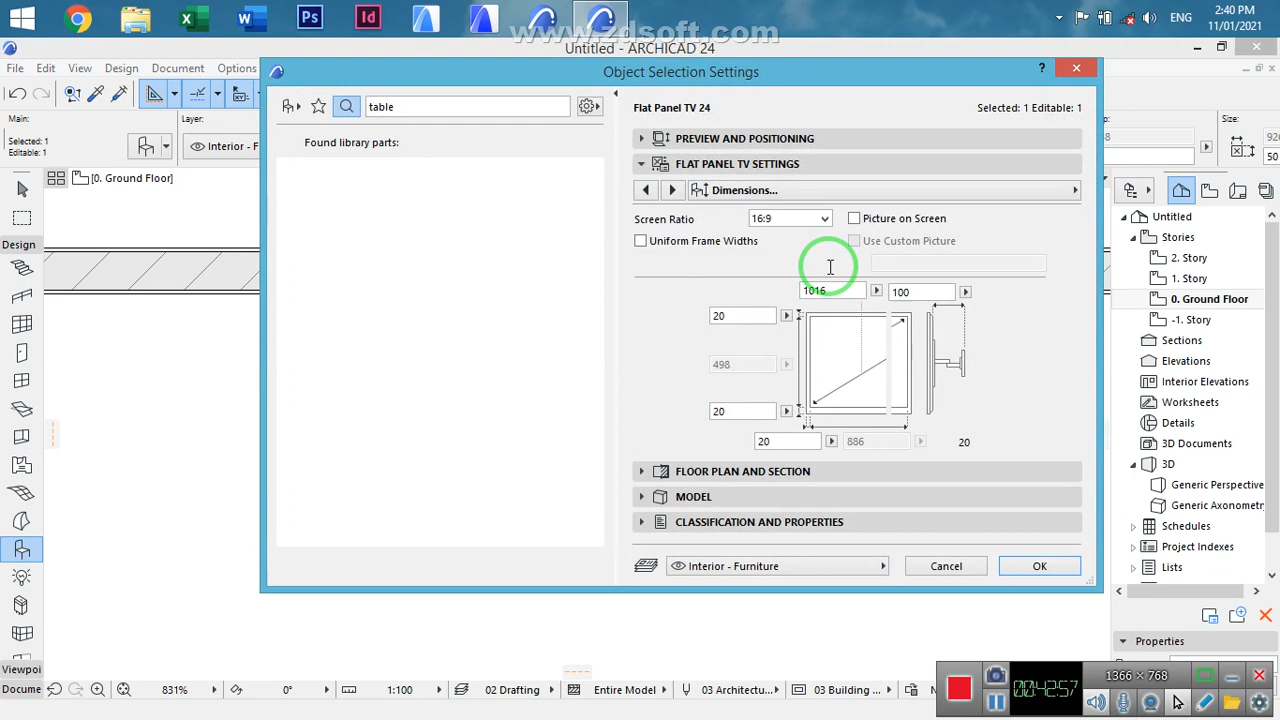 ENG
2:40 PM
11/01/2021
www.zdsoft.com
Untitled - ARCHICAD 24
File Edit View Design Document Options
Object Selection Settings
Main:
Selected: 1
Editable: 1
Layer:
Interior - F
Size:
926
50
[0. Ground Floor]
Design
table
Found library parts:
Flat Panel TV 24
Selected: 1 Editable: 1
PREVIEW AND POSITIONING
FLAT PANEL TV SETTINGS
Dimensions...
Screen Ratio
16:9
Picture on Screen
Uniform Frame Widths
Use Custom Picture
1016
100
20
498
20
20
886
20
FLOOR PLAN AND SECTION
MODEL
CLASSIFICATION AND PROPERTIES
Interior - Furniture
Cancel
OK
Untitled
Stories
2. Story
1. Story
0. Ground Floor
-1. Story
Sections
Elevations
Interior Elevations
Worksheets
Details
3D Documents
3D
Generic Perspective
Generic Axonometr
Schedules
Project Indexes
Lists
Properties
Viewpoi
Docume
831%
0°
1:100
02 Drafting
Entire Model
03 Architectu...
03 Building ...
00:42:57
1366 × 768